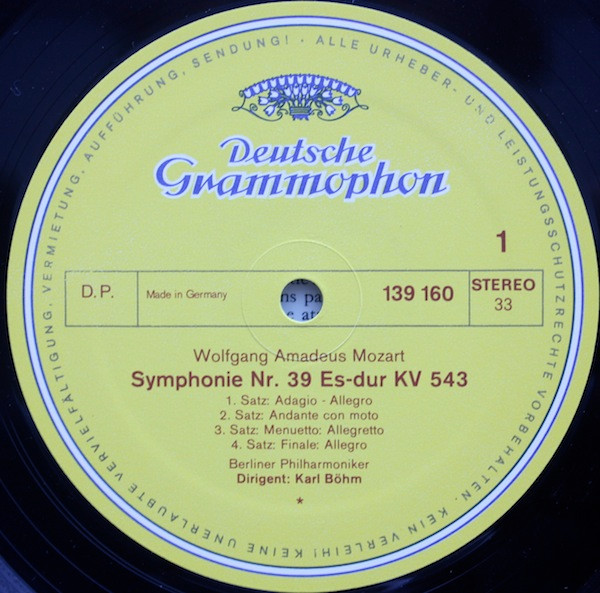 ALLE URHEBER- UND LEISTUNGSSCHUTZRECHTE VORBEHALTEN. KEIN VERLEIH! KEINE UNERLAUBTE VERVIELFÄLTIGUNG, VERMIETUNG, AUFFÜHRUNG, SENDUNG! ·
Deutsche
Grammophon
1
D.P.
Made in Germany
ns pa
139 160
STEREO
33
Wolfgang Amadeus Mozart
Symphonie Nr. 39 Es-dur KV 543
1. Satz: Adagio - Allegro
2. Satz: Andante con moto
3. Satz: Menuetto: Allegretto
4. Satz: Finale: Allegro
Berliner Philharmoniker
Dirigent: Karl Böhm
*